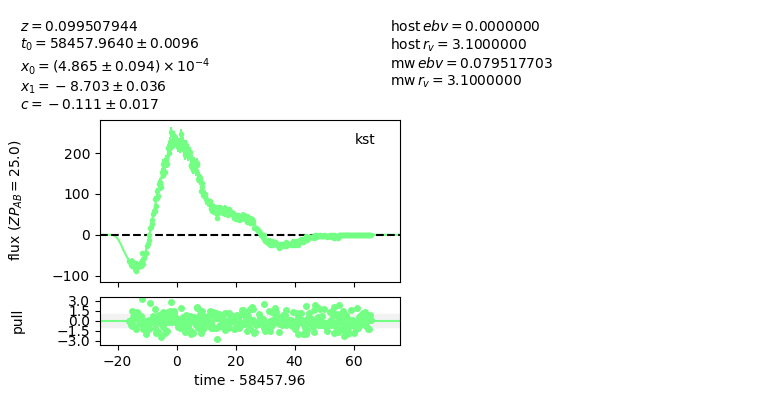 z = 0.099507944
t₀ = 58457.9640 ± 0.0096
x₀ = (4.865 ± 0.094) × 10⁻⁴
x₁ = −8.703 ± 0.036
c = −0.111 ± 0.017
host ebv = 0.0000000
host r_v = 3.1000000
mw ebv = 0.079517703
mw r_v = 3.1000000
kst
flux (ZP_AB = 25.0)
200
100
0
−100
pull
3.0
1.5
0.0
−1.5
−3.0
−20 0 20 40 60
time - 58457.96